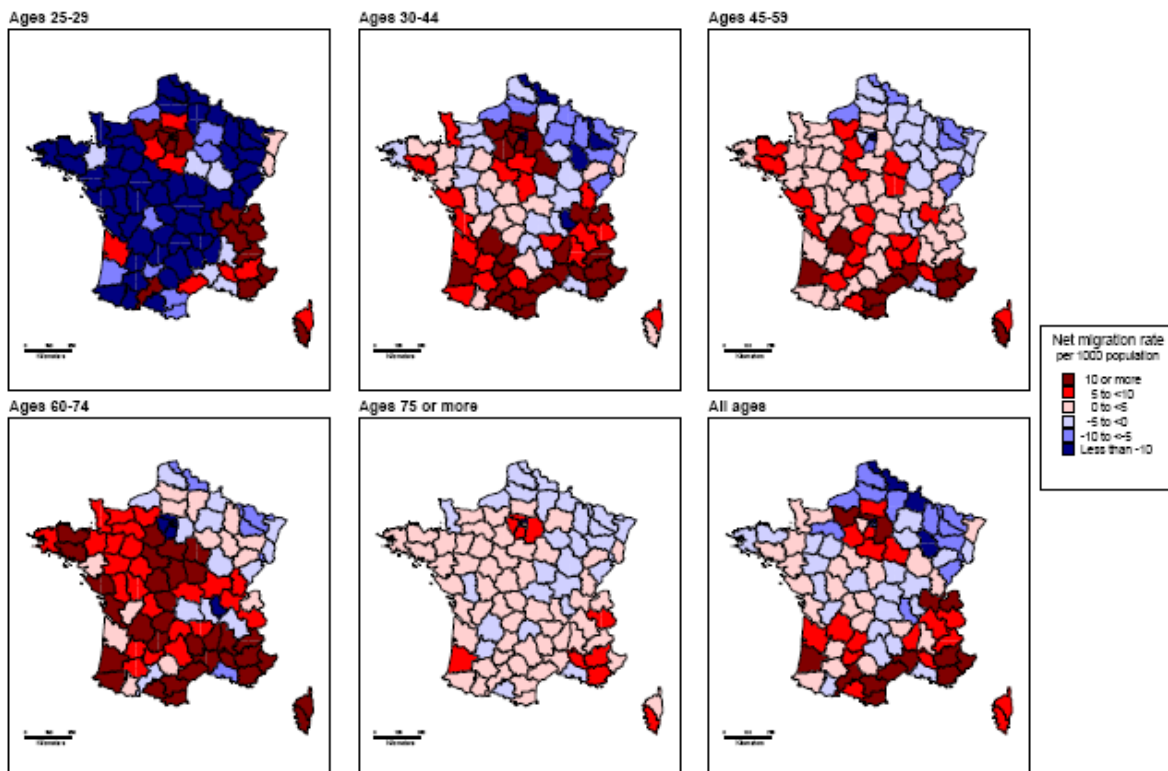 Ages 25-29
Ages 30-44
Ages 45-59
Net migration rate
per 1000 population
10 or more
5 to <10
0 to <5
-5 to <0
-10 to <-5
Less than -10
Ages 60-74
Ages 75 or more
All ages